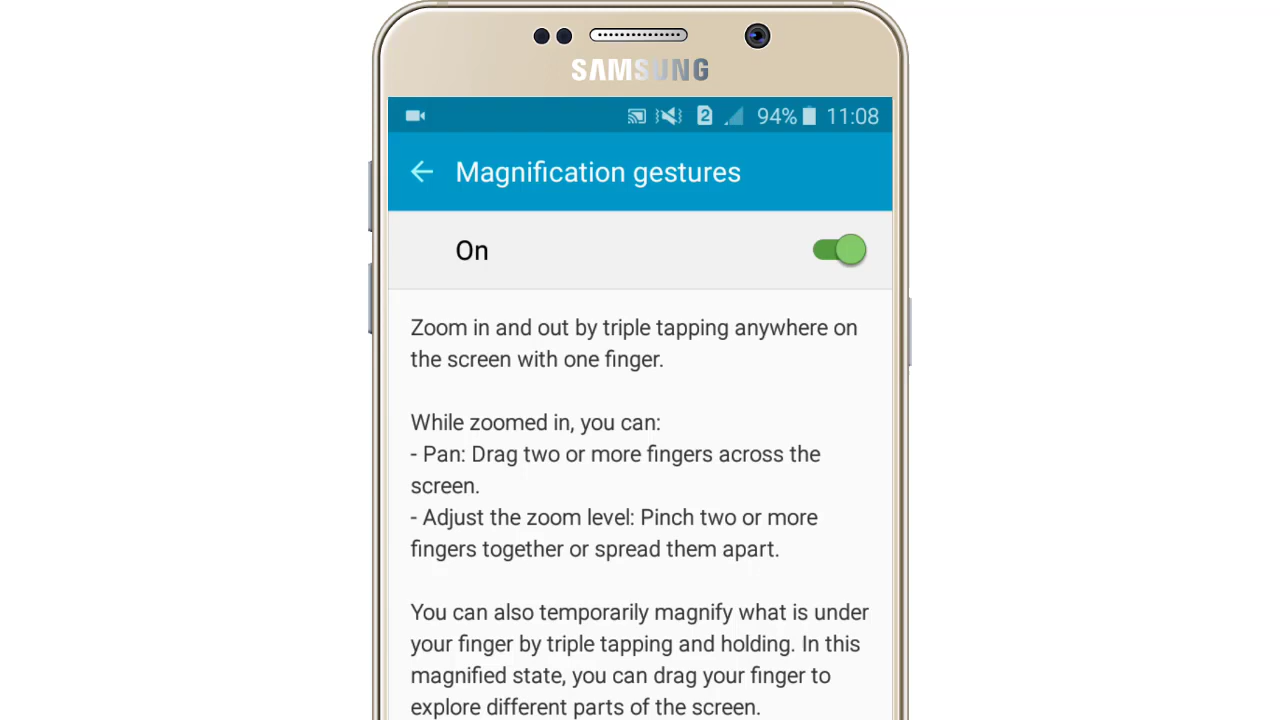 SAMSUNG
2 94% 11:08
Magnification gestures
On
Zoom in and out by triple tapping anywhere on
the screen with one finger.
While zoomed in, you can:
- Pan: Drag two or more fingers across the
screen.
- Adjust the zoom level: Pinch two or more
fingers together or spread them apart.
You can also temporarily magnify what is under
your finger by triple tapping and holding. In this
magnified state, you can drag your finger to
explore different parts of the screen.